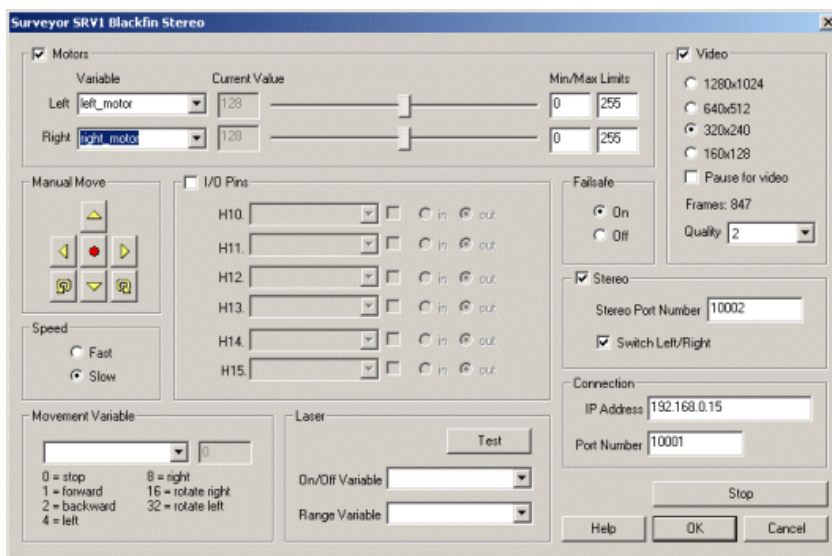 Surveyor SRV1 Blackfin Stereo
Motors
Variable Current Value Min/Max Limits
Left left_motor 128 0 255
Right right_motor 128 0 255
Video
1280x1024
640x512
320x240
160x128
Pause for video
Frames: 847
Quality 2
Manual Move
I/O Pins
H10. in out
H11. in out
H12. in out
H13. in out
H14. in out
H15. in out
Failsafe
On
Off
Speed
Fast
Slow
Stereo
Stereo Port Number 10002
Switch Left/Right
Connection
IP Address 192.168.0.15
Port Number 10001
Movement Variable
0
0 = stop 8 = right
1 = forward 16 = rotate right
2 = backward 32 = rotate left
4 = left
Laser
Test
On/Off Variable
Range Variable
Stop
Help OK Cancel